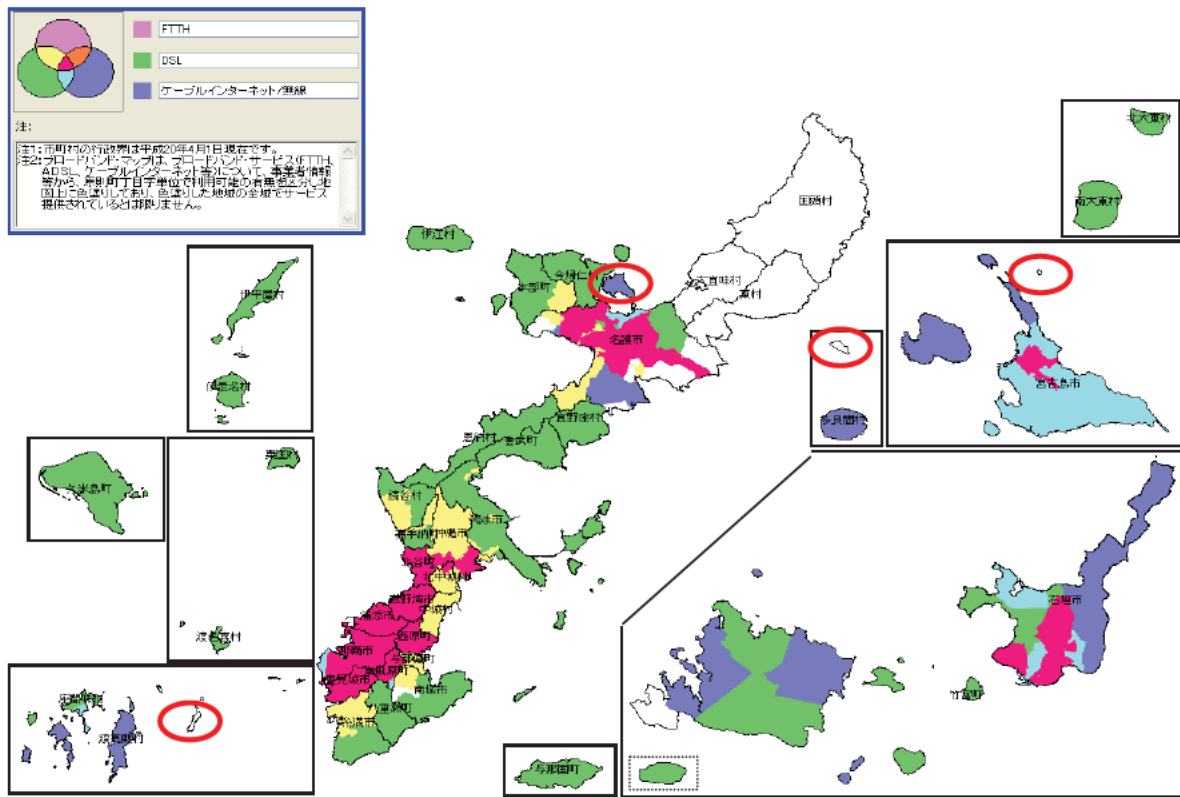 FTTH
DSL
ケーブルインターネット/無線
注:
注1:市町村の行政界は平成20年4月1日現在です。
注2:ブロードバンド・マップは、ブロードバンド・サービス(FTTH、
ADSL、ケーブルインターネット等)について、事業者情報
等から、原則町丁目字単位で利用可能の有無を区分し地
図上に色塗りしており、色塗りした地域の全域でサービス
提供されているとは限りません。
北大東村
南大東村
国頭村
伊江村
今帰仁村
本部町
大宜味村
東村
名護市
伊平屋村
伊是名村
宮古島市
多良間村
宜野座村
恩納村
金武町
粟国村
久米島町
読谷村
うるま市
嘉手納町
沖縄市
北谷町
北中城村
宜野湾市
中城村
浦添市
西原町
那覇市
与那原町
南風原町
豊見城市
南城市
八重瀬町
糸満市
渡名喜村
座間味村
渡嘉敷村
石垣市
竹富町
与那国町